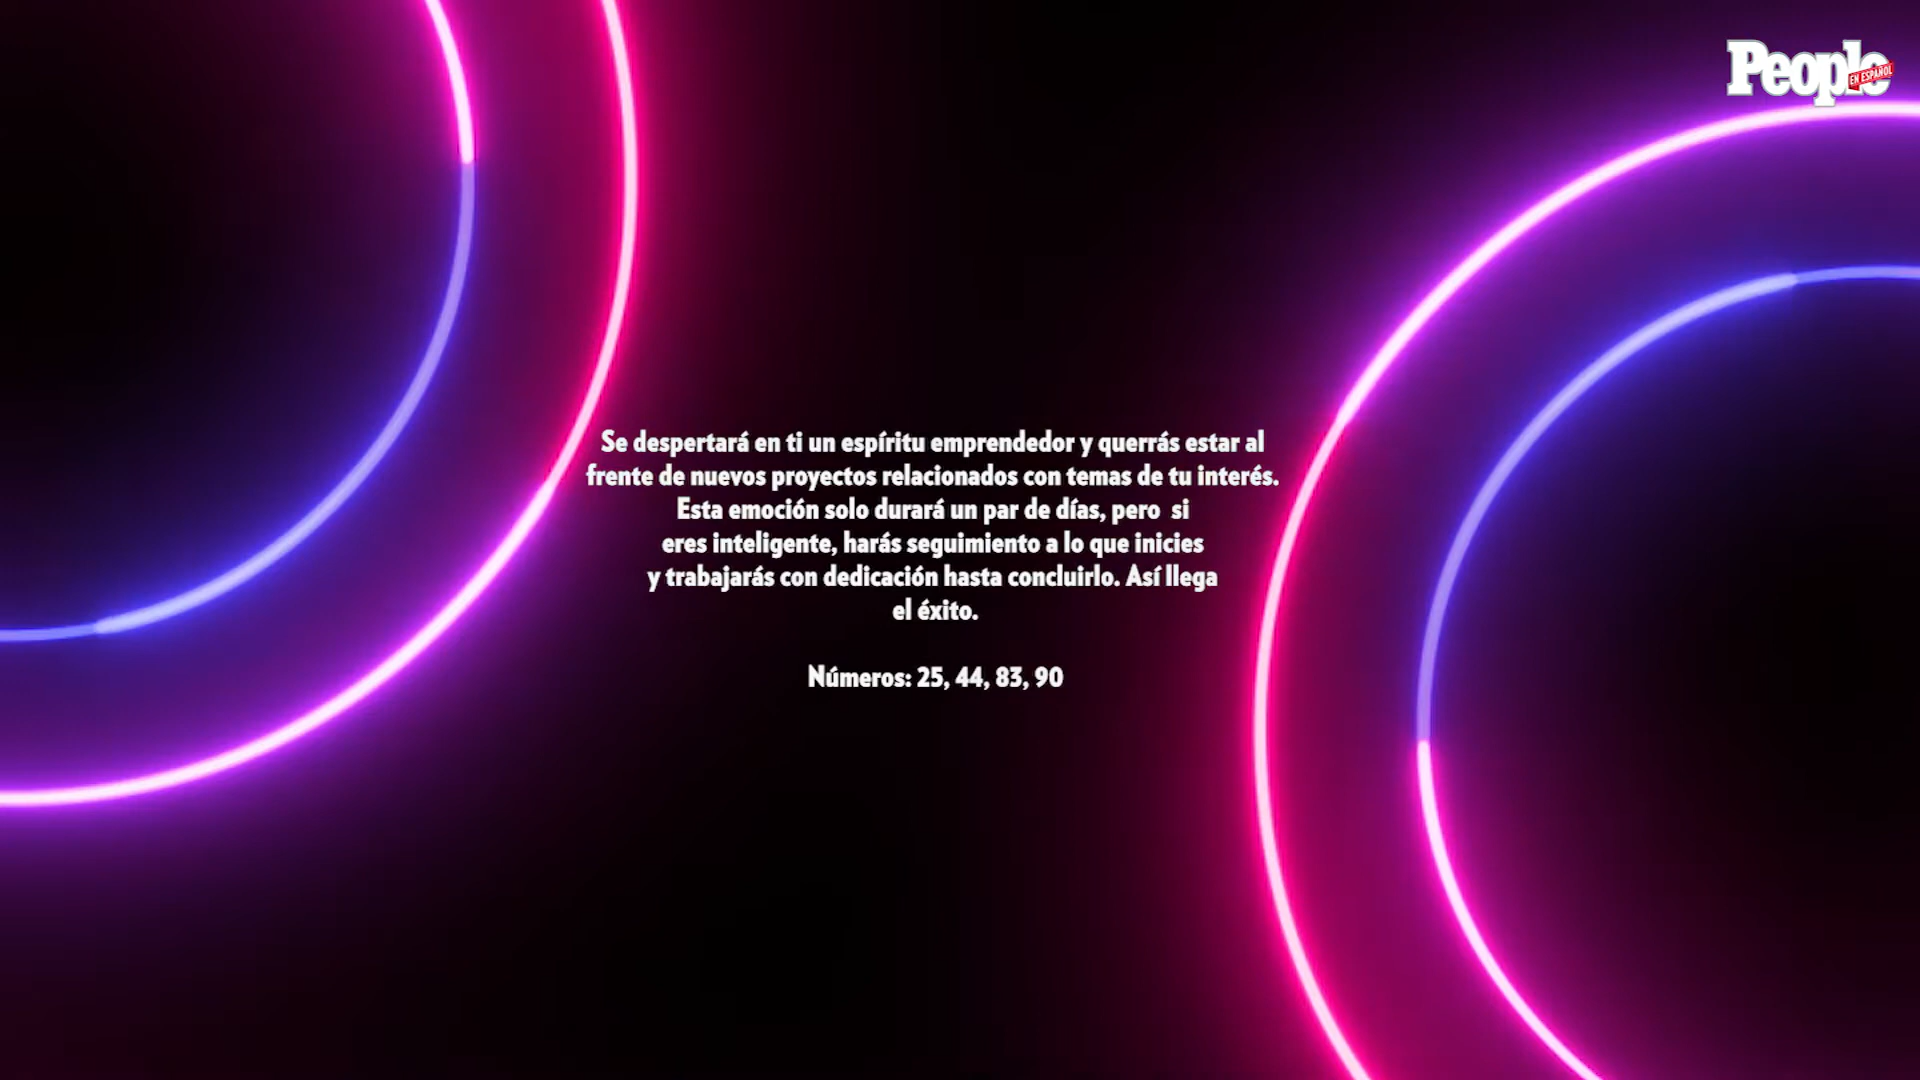 People
EN ESPAÑOL
Se despertará en ti un espíritu emprendedor y querrás estar al
frente de nuevos proyectos relacionados con temas de tu interés.
Esta emoción solo durará un par de días, pero  si
eres inteligente, harás seguimiento a lo que inicies
y trabajarás con dedicación hasta concluirlo. Así llega
el éxito.
Números: 25, 44, 83, 90